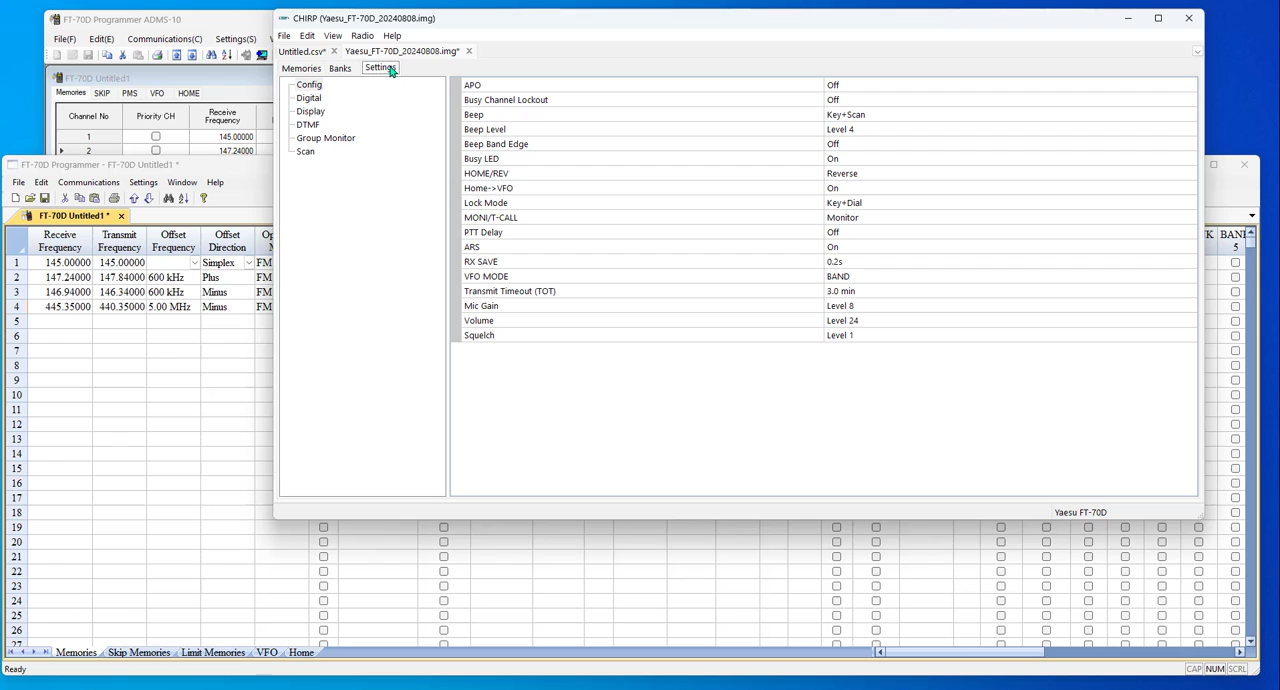 FT-70D Programmer ADMS-10
File(F) Edit(E) Communications(C) Settings(S)
FT-70D Untitled1
Memories SKIP PMS VFO HOME
Channel No Priority CH Receive Frequency
1 145.00000
2 147.24000
CHIRP (Yaesu_FT-70D_20240808.img)
File Edit View Radio Help
Untitled.csv* Yaesu_FT-70D_20240808.img*
Memories Banks Settings
Config
Digital
Display
DTMF
Group Monitor
Scan
APO Off
Busy Channel Lockout Off
Beep Key+Scan
Beep Level Level 4
Beep Band Edge Off
Busy LED On
HOME/REV Reverse
Home->VFO On
Lock Mode Key+Dial
MONI/T-CALL Monitor
PTT Delay Off
ARS On
RX SAVE 0.2s
VFO MODE BAND
Transmit Timeout (TOT) 3.0 min
Mic Gain Level 8
Volume Level 24
Squelch Level 1
Yaesu FT-70D
FT-70D Programmer - FT-70D Untitled1 *
File Edit Communications Settings Window Help
FT-70D Untitled1 *
Receive Frequency Transmit Frequency Offset Frequency Offset Direction
1 145.00000 145.00000 Simplex FM
2 147.24000 147.84000 600 kHz Plus FM
3 146.94000 146.34000 600 kHz Minus FM
4 445.35000 440.35000 5.00 MHz Minus FM
5
6
7
8
9
10
11
12
13
14
15
16
17
18
19
20
21
22
23
24
25
26
27
Memories Skip Memories Limit Memories VFO Home
Ready
CAP NUM SCRL